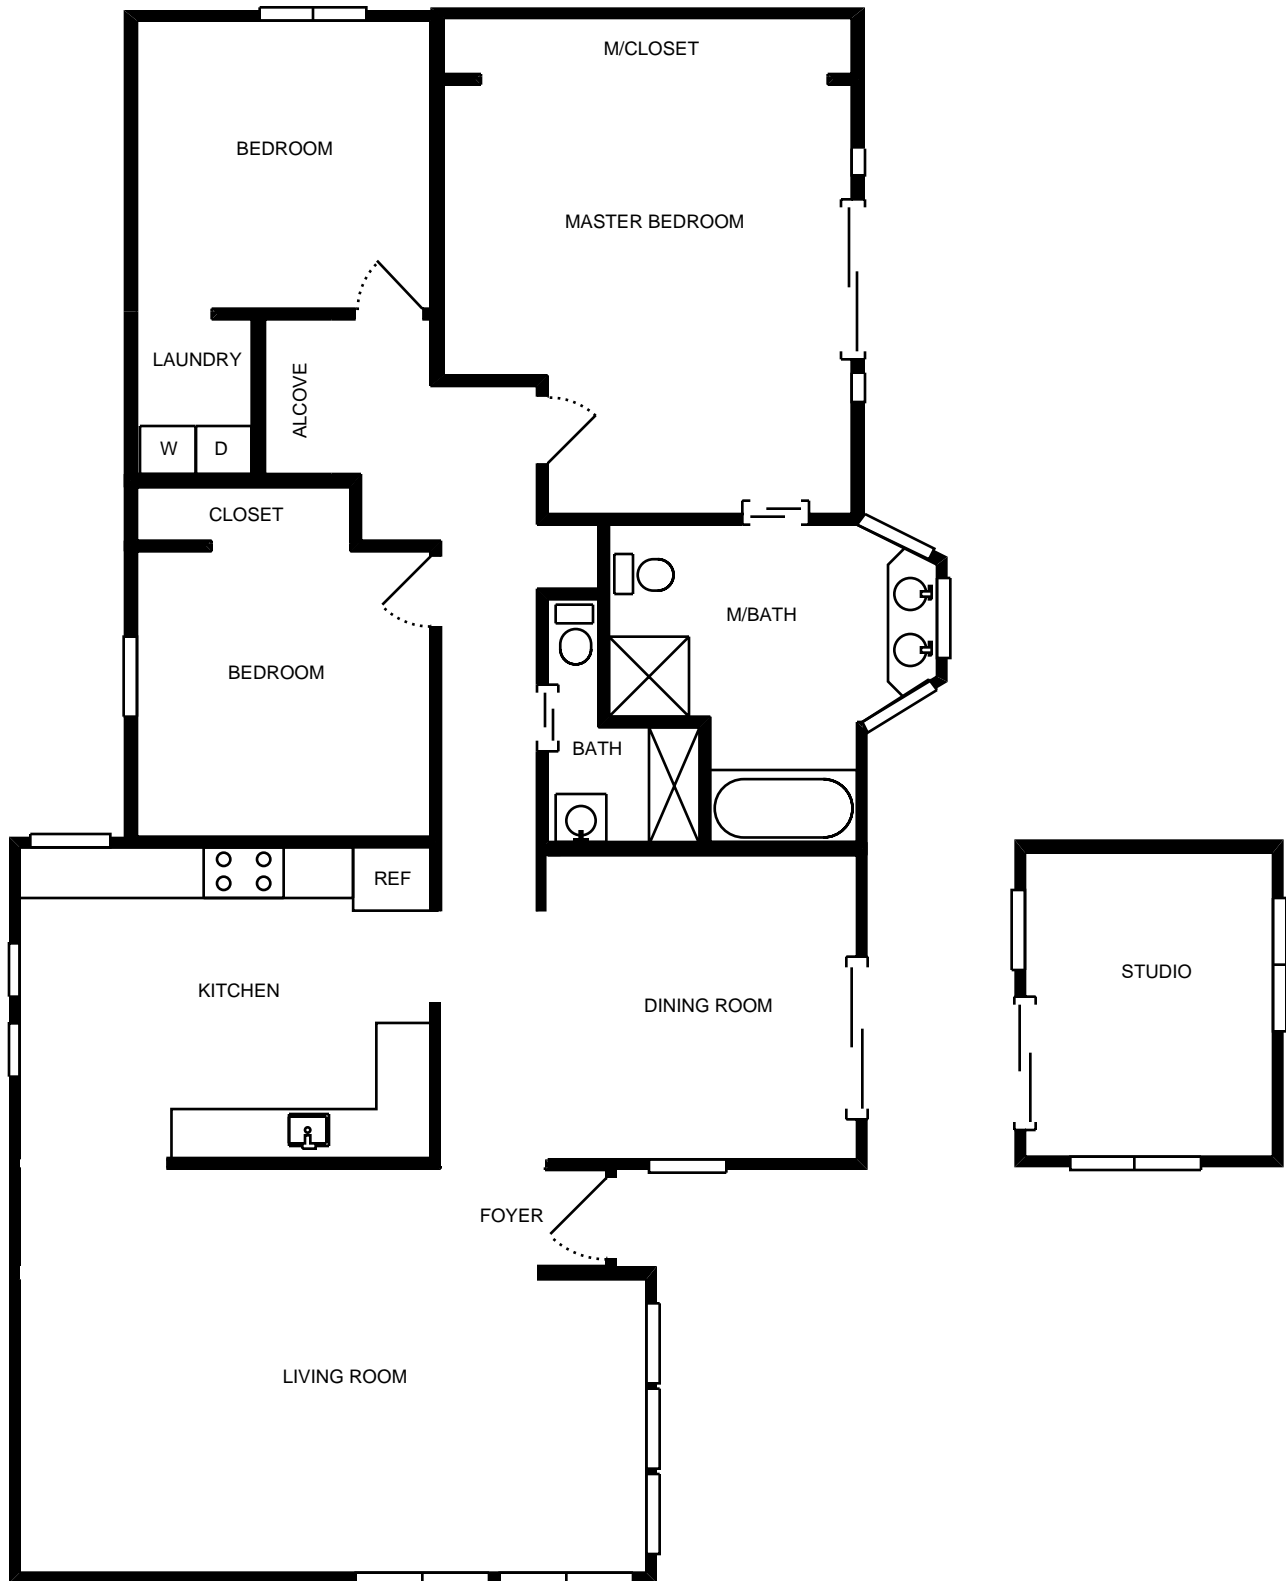 M/CLOSET
BEDROOM
MASTER BEDROOM
LAUNDRY
ALCOVE
W
D
CLOSET
M/BATH
BEDROOM
BATH
REF
STUDIO
KITCHEN
DINING ROOM
FOYER
LIVING ROOM